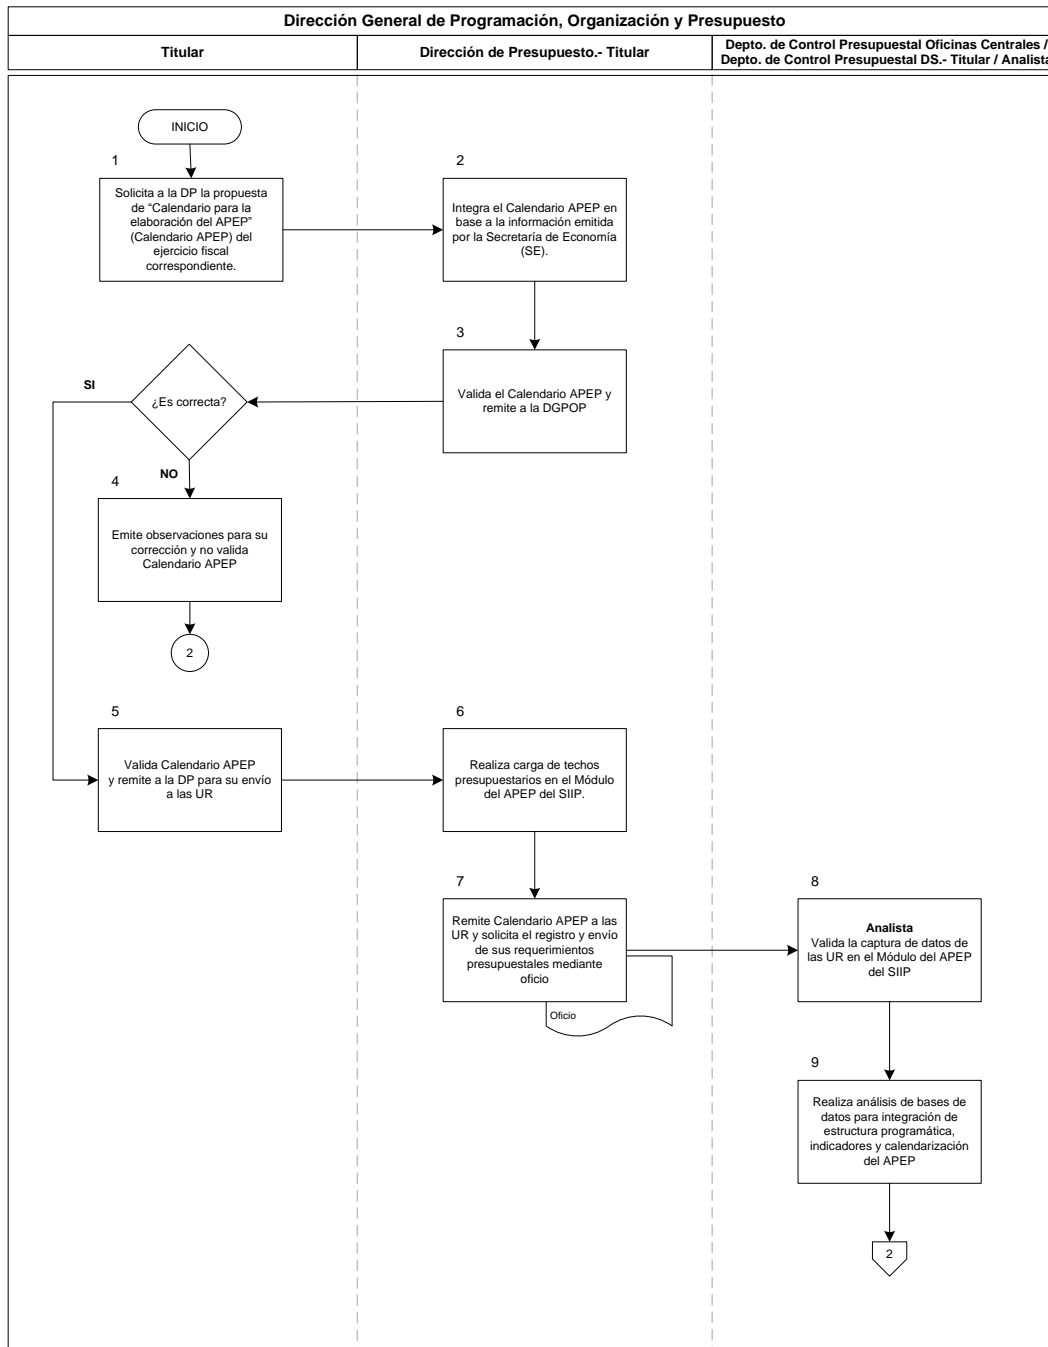 Dirección General de Programación, Organización y Presupuesto
Titular
Dirección de Presupuesto.- Titular
Depto. de Control Presupuestal Oficinas Centrales /
Depto. de Control Presupuestal DS.- Titular / Analista
INICIO
1
Solicita a la DP la propuesta
de “Calendario para la
elaboración del APEP”
(Calendario APEP) del
ejercicio fiscal
correspondiente.
2
Integra el Calendario APEP en
base a la información emitida
por la Secretaría de Economía
(SE).
3
Valida el Calendario APEP y
remite a la DGPOP
¿Es correcta?
SI
NO
4
Emite observaciones para su
corrección y no valida
Calendario APEP
2
5
Valida Calendario APEP
y remite a la DP para su envío
a las UR
6
Realiza carga de techos
presupuestarios en el Módulo
del APEP del SIIP.
7
Remite Calendario APEP a las
UR y solicita el registro y envío
de sus requerimientos
presupuestales mediante
oficio
Oficio
8
Analista
Valida la captura de datos de
las UR en el Módulo del APEP
del SIIP
9
Realiza análisis de bases de
datos para integración de
estructura programática,
indicadores y calendarización
del APEP
2